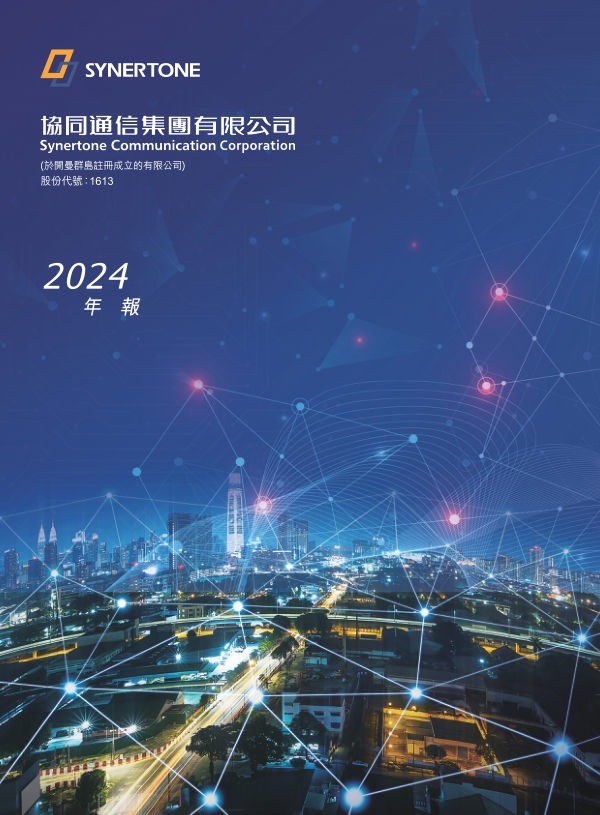 SYNERTONE
協同通信集團有限公司
Synertone Communication Corporation
(於開曼群島註冊成立的有限公司)
股份代號：1613
2024
年 報